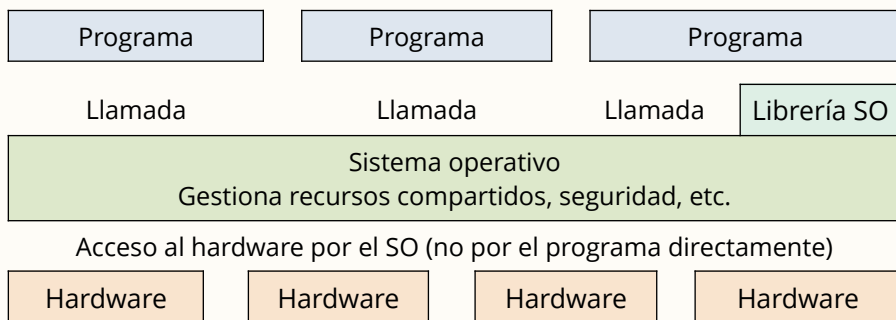 Programa
Programa
Programa
Llamada
Llamada
Llamada
Librería SO
Sistema operativo
Gestiona recursos compartidos, seguridad, etc.
Acceso al hardware por el SO (no por el programa directamente)
Hardware
Hardware
Hardware
Hardware